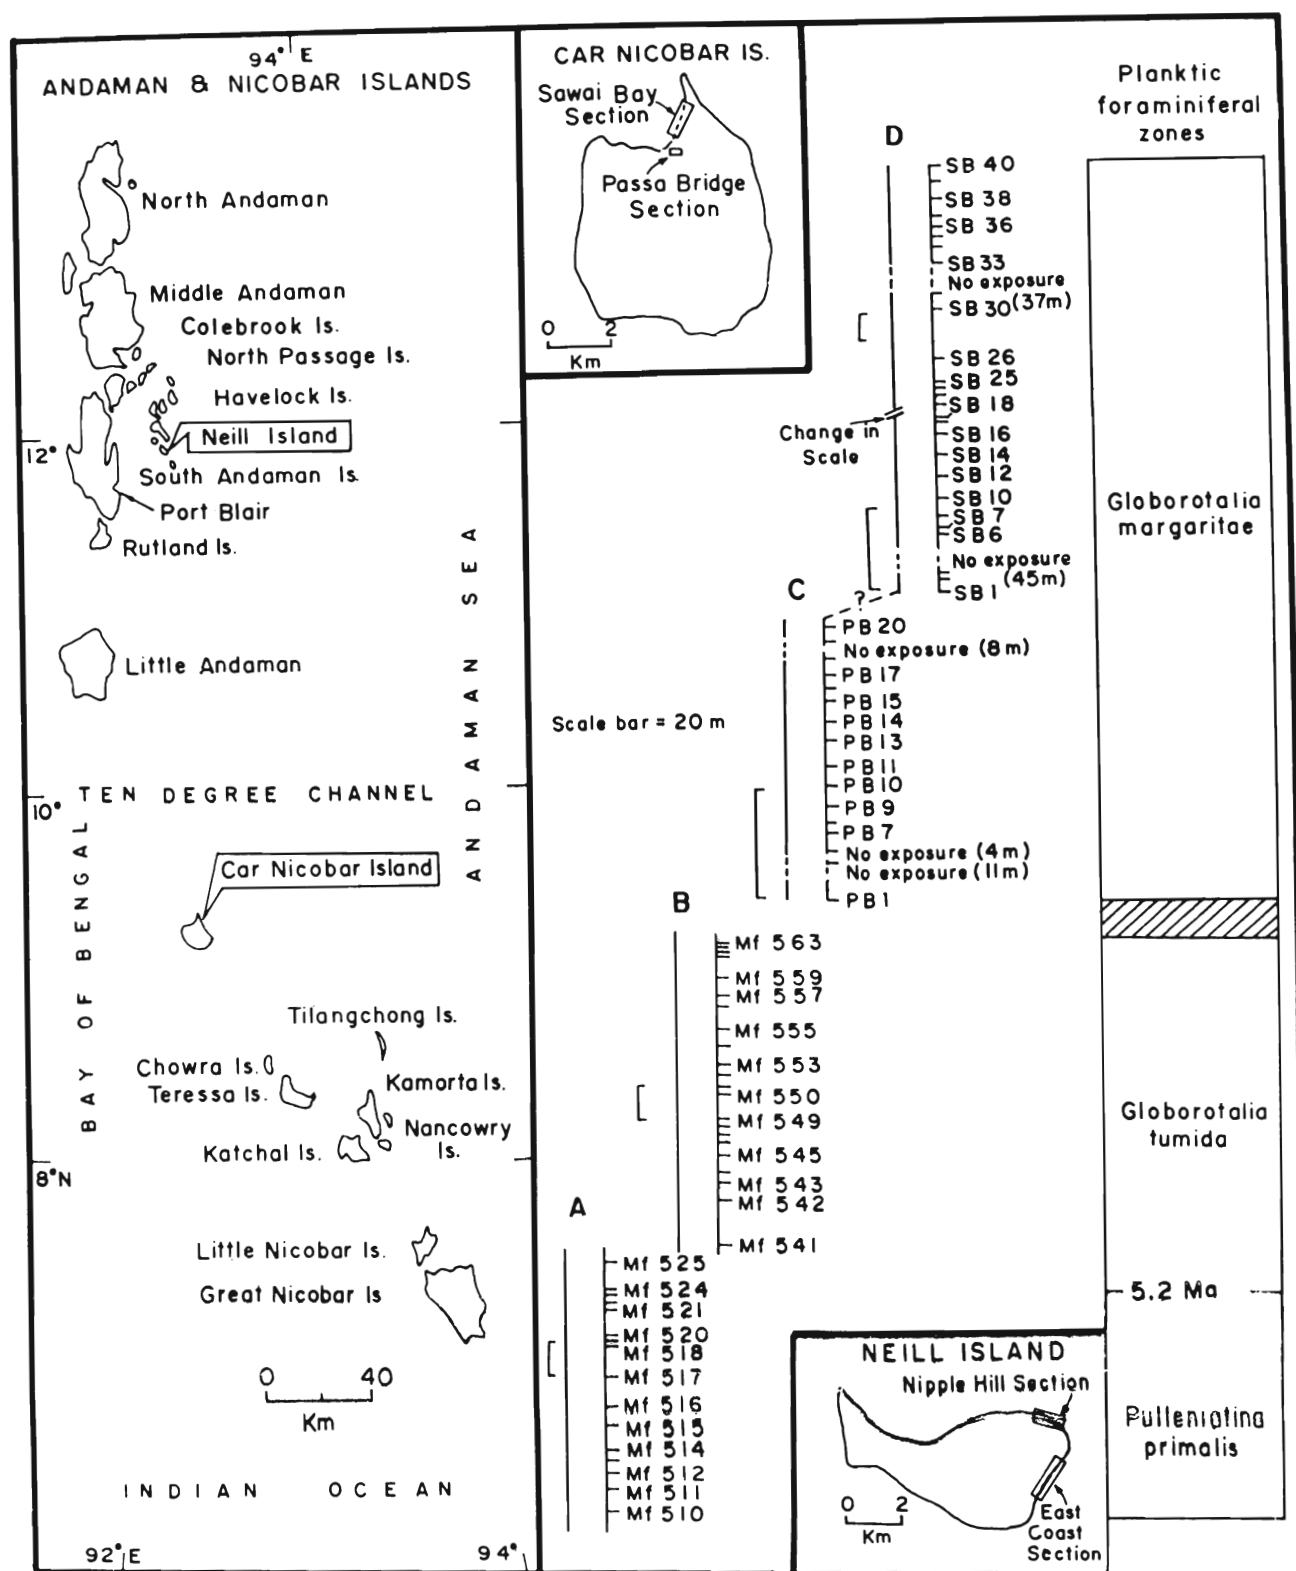 94° E
ANDAMAN & NICOBAR ISLANDS
North Andaman
Middle Andaman
Colebrook Is.
North Passage Is.
Havelock Is.
Neill Island
12°
South Andaman Is.
Port Blair
Rutland Is.
ANDAMAN SEA
Little Andaman
TEN DEGREE CHANNEL
10°
BAY OF BENGAL
Car Nicobar Island
Tilangchong Is.
Chowra Is.
Teressa Is.
Kamorta Is.
Nancowry
Is.
Katchal Is.
8°N
Little Nicobar Is.
Great Nicobar Is
0 40
Km
INDIAN OCEAN
92° E
94°
CAR NICOBAR IS.
Sawai Bay
Section
Passa Bridge
Section
0 2
Km
D
SB 40
SB 38
SB 36
SB 33
No exposure
(37m)
SB 30
SB 26
SB 25
SB 18
Change in
Scale
SB 16
SB 14
SB 12
SB 10
SB 7
SB 6
No exposure
(45m)
SB 1
?
C
PB 20
No exposure (8m)
PB 17
PB 15
PB 14
PB 13
PB 11
PB 10
PB 9
PB 7
No exposure (4m)
No exposure (11m)
PB 1
Scale bar = 20 m
B
Mf 563
Mf 559
Mf 557
Mf 555
Mf 553
Mf 550
Mf 549
Mf 545
Mf 543
Mf 542
Mf 541
A
Mf 525
Mf 524
Mf 521
Mf 520
Mf 518
Mf 517
Mf 516
Mf 515
Mf 514
Mf 512
Mf 511
Mf 510
NEILL ISLAND
Nipple Hill Section
0 2
Km
East
Coast
Section
Planktic
foraminiferal
zones
Globorotalia
margaritae
Globorotalia
tumida
5.2 Ma
Pulleniatina
primalis